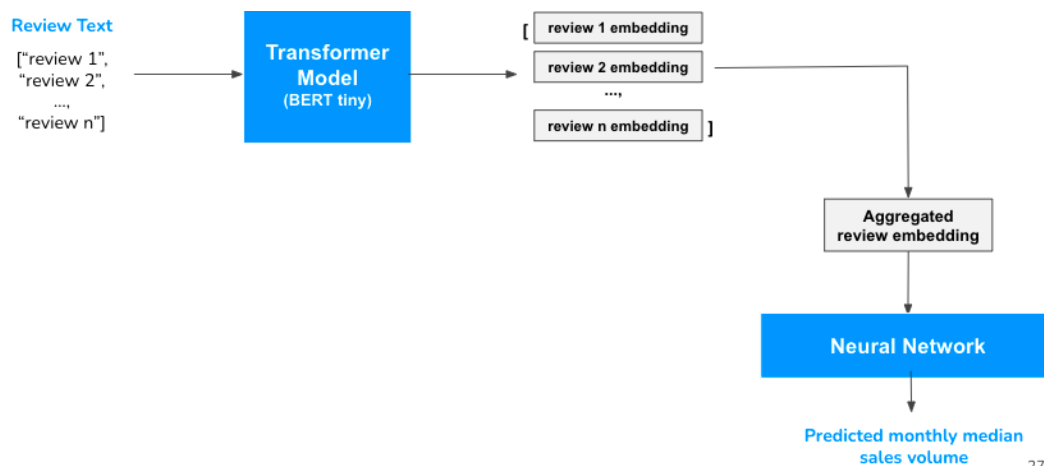 Review Text
[“review 1”,
“review 2”,
...,
“review n”]
Transformer
Model
(BERT tiny)
[ review 1 embedding
review 2 embedding
...,
review n embedding ]
Aggregated
review embedding
Neural Network
Predicted monthly median
sales volume
27